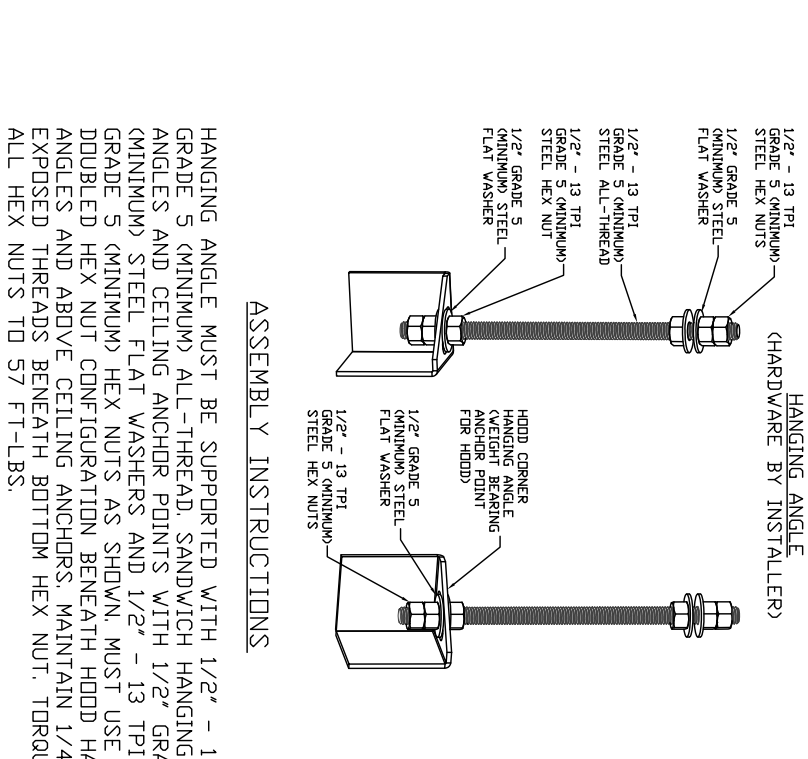 HANGING ANGLE
(HARDWARE BY INSTALLER)
1/2" - 13 TPI
GRADE 5 (MINIMUM)
STEEL HEX NUTS
1/2" GRADE 5
(MINIMUM) STEEL
FLAT WASHER
1/2" - 13 TPI
GRADE 5 (MINIMUM)
STEEL ALL-THREAD
1/2" - 13 TPI
GRADE 5 (MINIMUM)
STEEL HEX NUT
1/2" GRADE 5
(MINIMUM) STEEL
FLAT WASHER
HOOD CORNER
HANGING ANGLE
(WEIGHT BEARING
ANCHOR POINT
FOR HOOD)
1/2" GRADE 5
(MINIMUM) STEEL
FLAT WASHER
1/2" - 13 TPI
GRADE 5 (MINIMUM)
STEEL HEX NUTS
ASSEMBLY INSTRUCTIONS
HANGING ANGLE MUST BE SUPPORTED WITH 1/2" - 1
GRADE 5 (MINIMUM) ALL-THREAD. SANDWICH HANGING
ANGLES AND CEILING ANCHOR POINTS WITH 1/2" GRA
(MINIMUM) STEEL FLAT WASHERS AND 1/2" - 13 TPI
GRADE 5 (MINIMUM) HEX NUTS AS SHOWN. MUST USE
DOUBLED HEX NUT CONFIGURATION BENEATH HOOD HA
ANGLES AND ABOVE CEILING ANCHORS. MAINTAIN 1/4
EXPOSED THREADS BENEATH BOTTOM HEX NUT. TORQU
ALL HEX NUTS TO 57 FT-LBS.